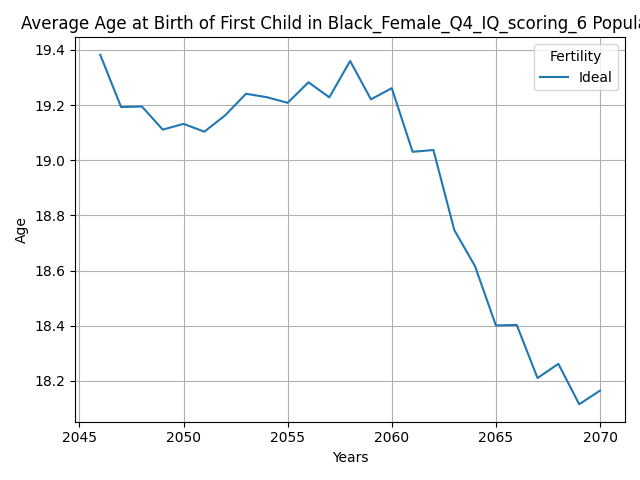 Average Age at Birth of First Child in Black_Female_Q4_IQ_scoring_6 Popula
19.4
19.2
19.0
18.8
18.6
18.4
18.2
Age
Fertility
Ideal
2045 2050 2055 2060 2065 2070
Years